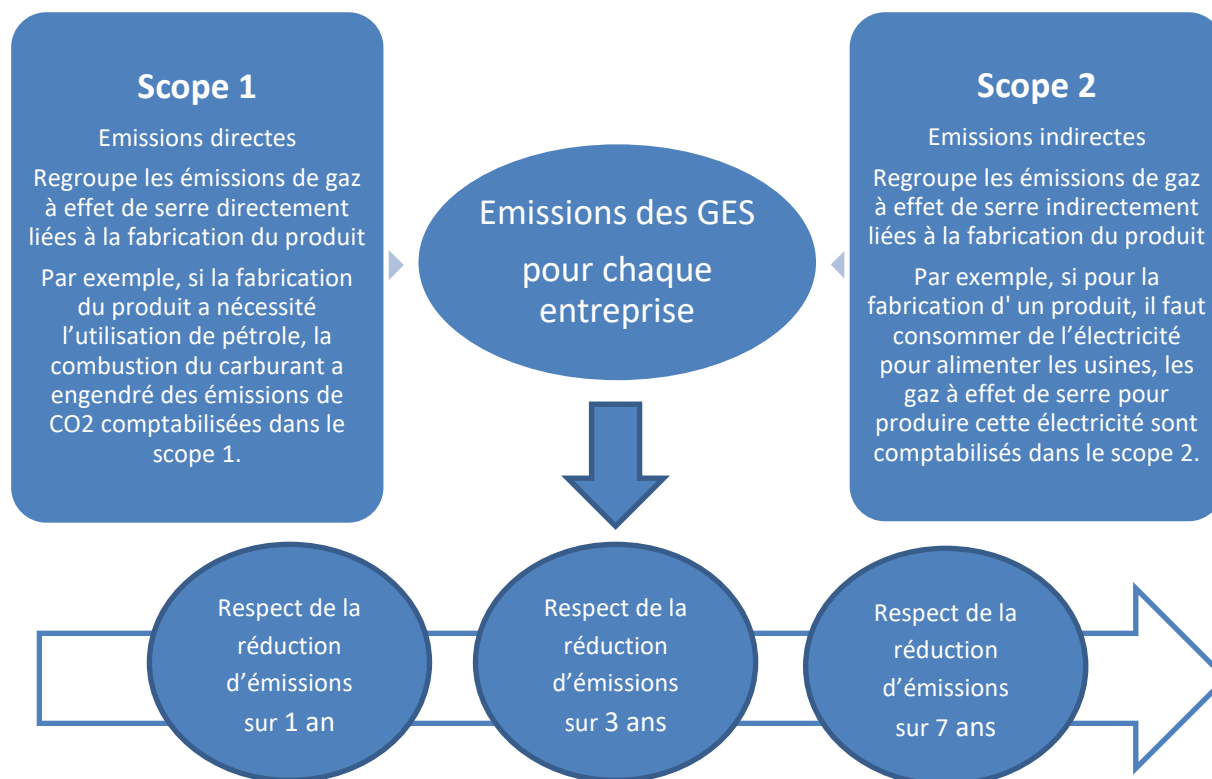 Scope 1
Emissions directes
Regroupe les émissions de gaz
à effet de serre directement
liées à la fabrication du produit
Par exemple, si la fabrication
du produit a nécessité
l’utilisation de pétrole, la
combustion du carburant a
engendré des émissions de
CO2 comptabilisées dans le
scope 1.
Emissions des GES
pour chaque
entreprise
Scope 2
Emissions indirectes
Regroupe les émissions de gaz
à effet de serre indirectement
liées à la fabrication du produit
Par exemple, si pour la
fabrication d' un produit, il faut
consommer de l’électricité
pour alimenter les usines, les
gaz à effet de serre pour
produire cette électricité sont
comptabilisés dans le scope 2.
Respect de la
réduction
d’émissions
sur 1 an
Respect de la
réduction
d’émissions
sur 3 ans
Respect de la
réduction
d’émissions
sur 7 ans